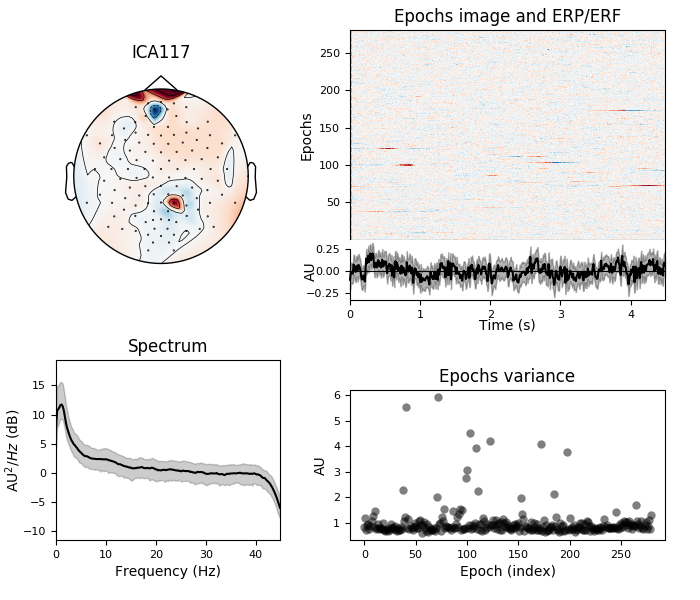 ICA117
Epochs image and ERP/ERF
Epochs
250
200
150
100
50
AU
0.25
0.00
−0.25
0 1 2 3 4
Time (s)
Spectrum
AU²/Hz (dB)
15
10
5
0
−5
−10
0 10 20 30 40
Frequency (Hz)
Epochs variance
AU
6
5
4
3
2
1
0 50 100 150 200 250
Epoch (index)